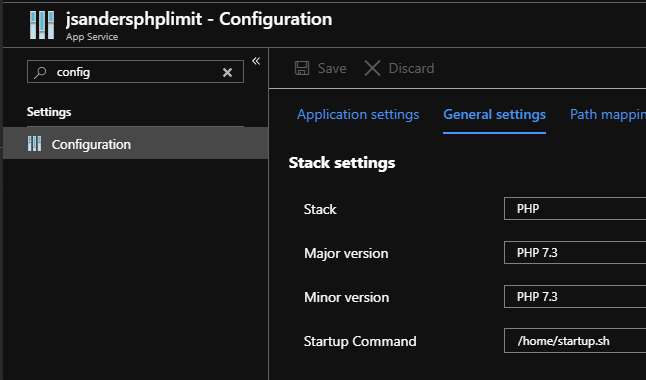 jsandersphplimit - Configuration
App Service
config
Settings
Configuration
Save Discard
Application settings General settings Path mappin
Stack settings
Stack PHP
Major version PHP 7.3
Minor version PHP 7.3
Startup Command /home/startup.sh